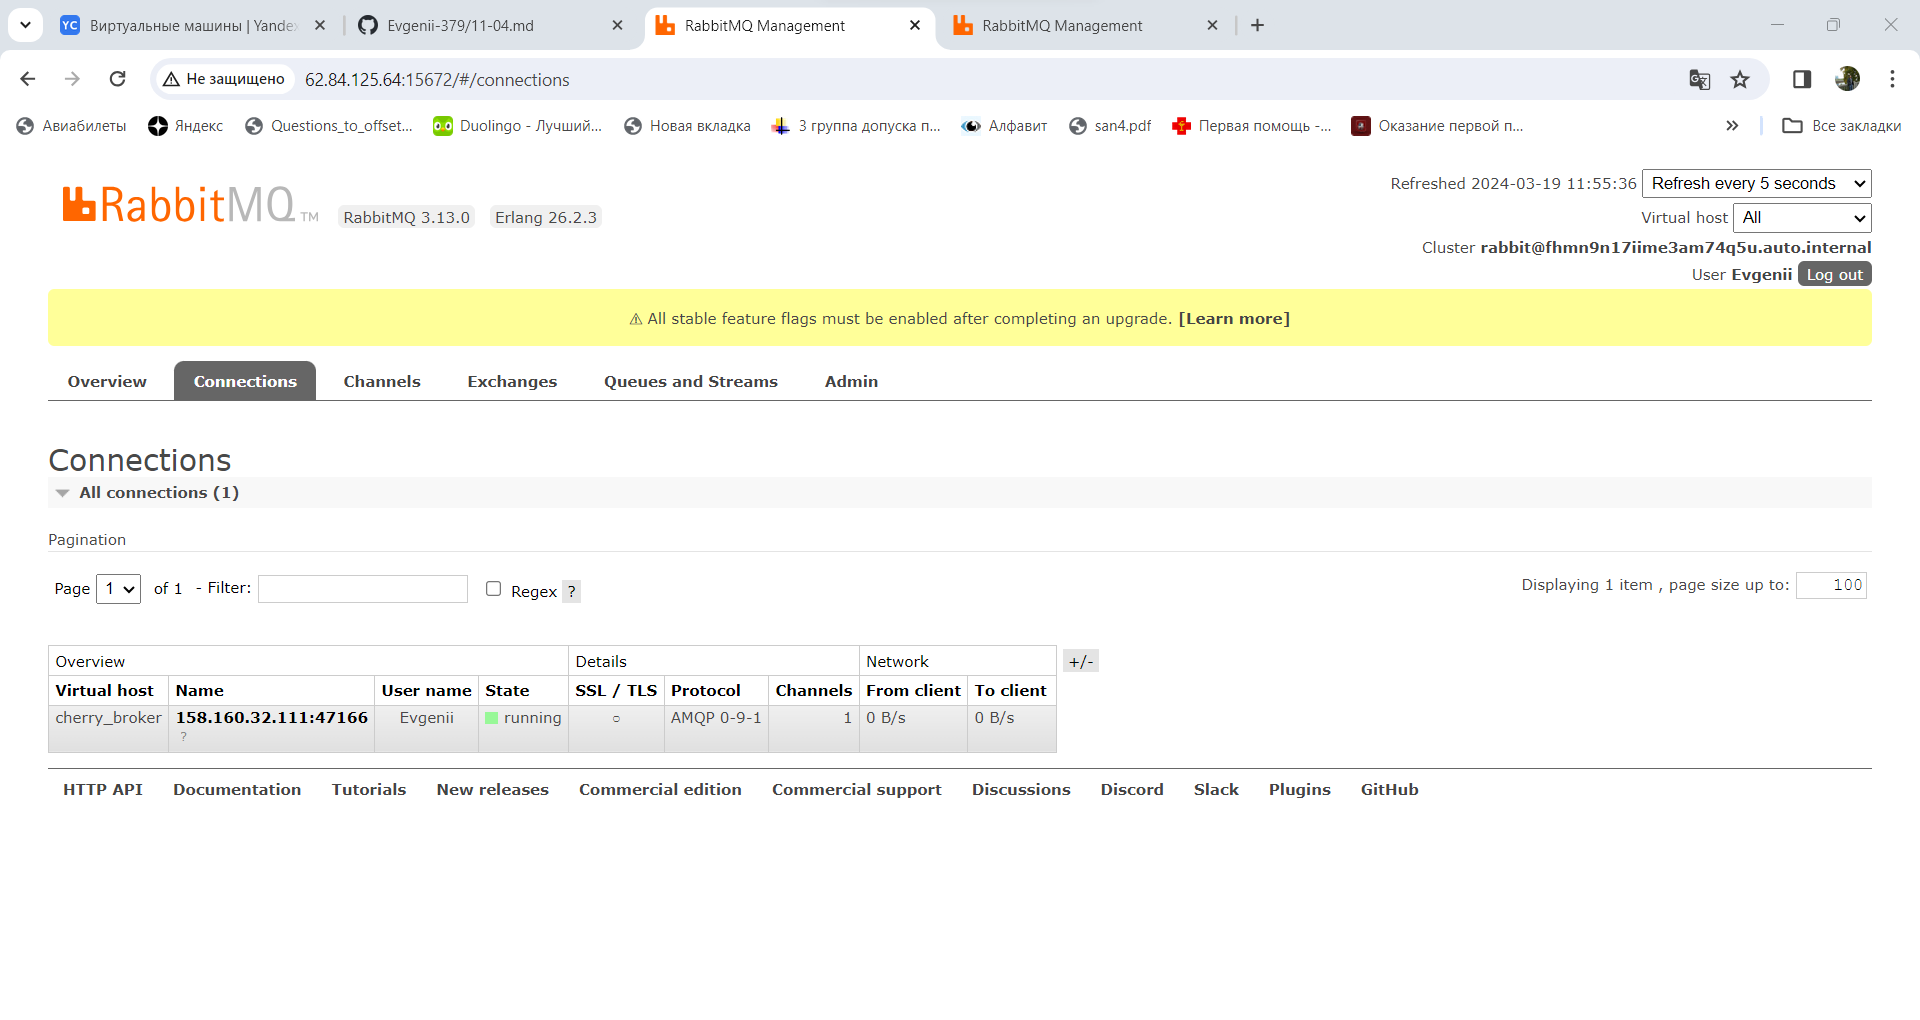 YC Виртуальные машины | Yande
Evgenii-379/11-04.md
RabbitMQ Management
RabbitMQ Management
Не защищено
62.84.125.64:15672/#/connections
Авиабилеты
Яндекс
Questions_to_offset...
Duolingo - Лучший...
Новая вкладка
3 группа допуска п...
Алфавит
san4.pdf
Первая помощь -...
Оказание первой п...
Все закладки
RabbitMQ TM
RabbitMQ 3.13.0
Erlang 26.2.3
Refreshed 2024-03-19 11:55:36 Refresh every 5 seconds
Virtual host All
Cluster rabbit@fhmn9n17iime3am74q5u.auto.internal
User Evgenii Log out
⚠ All stable feature flags must be enabled after completing an upgrade. [Learn more]
Overview Connections Channels Exchanges Queues and Streams Admin
Connections
All connections (1)
Pagination
Page 1 of 1 - Filter: Regex ?
Displaying 1 item , page size up to: 100
Overview Details Network +/-
Virtual host Name User name State SSL / TLS Protocol Channels From client To client
cherry_broker 158.160.32.111:47166 Evgenii running ○ AMQP 0-9-1 1 0 B/s 0 B/s
?
HTTP API Documentation Tutorials New releases Commercial edition Commercial support Discussions Discord Slack Plugins GitHub